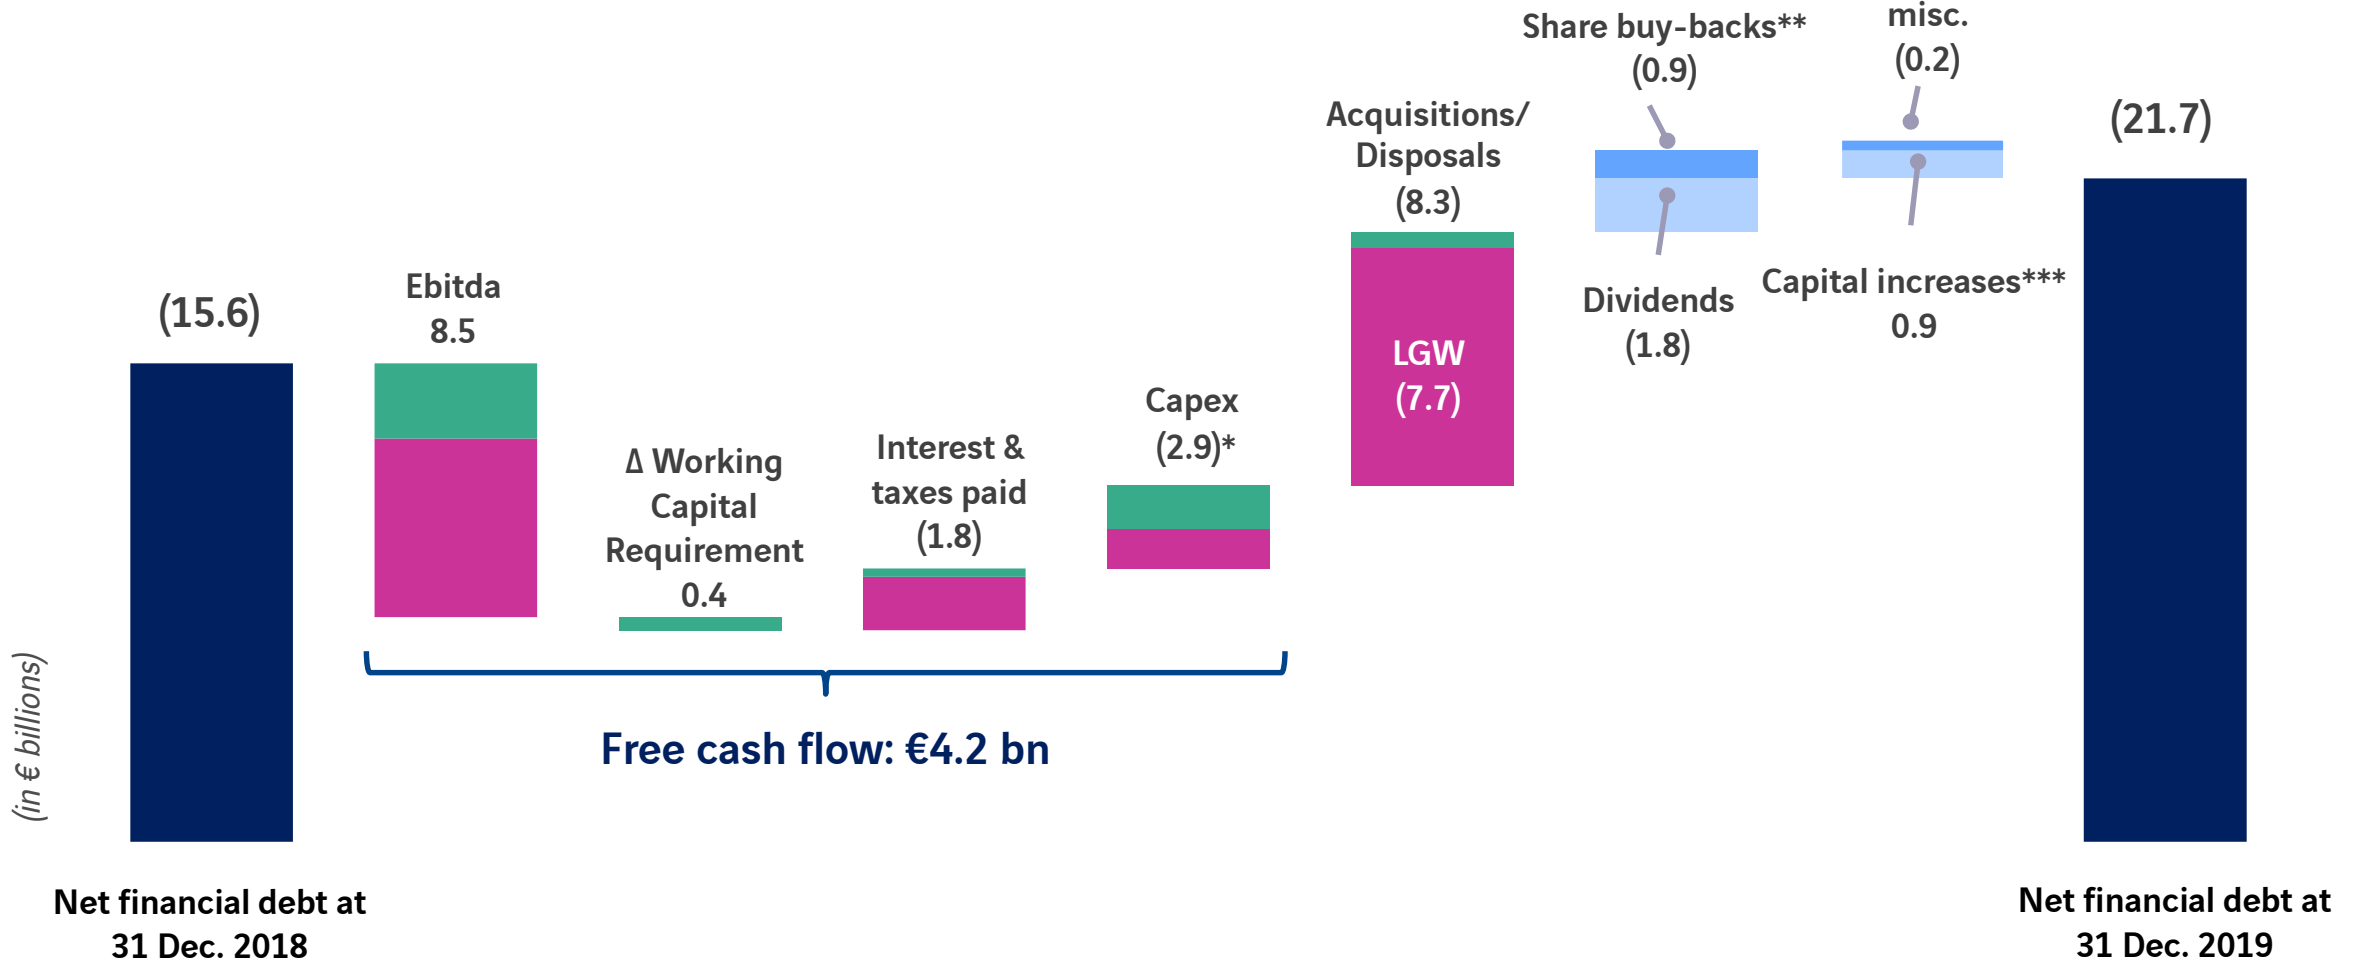 (15.6)
Ebitda
8.5
Δ Working
Capital
Requirement
0.4
Interest &
taxes paid
(1.8)
Capex
(2.9)*
Acquisitions/
Disposals
(8.3)
LGW
(7.7)
Share buy-backs**
(0.9)
Dividends
(1.8)
misc.
(0.2)
Capital increases***
0.9
(21.7)
(in € billions)
Free cash flow: €4.2 bn
Net financial debt at
31 Dec. 2018
Net financial debt at
31 Dec. 2019